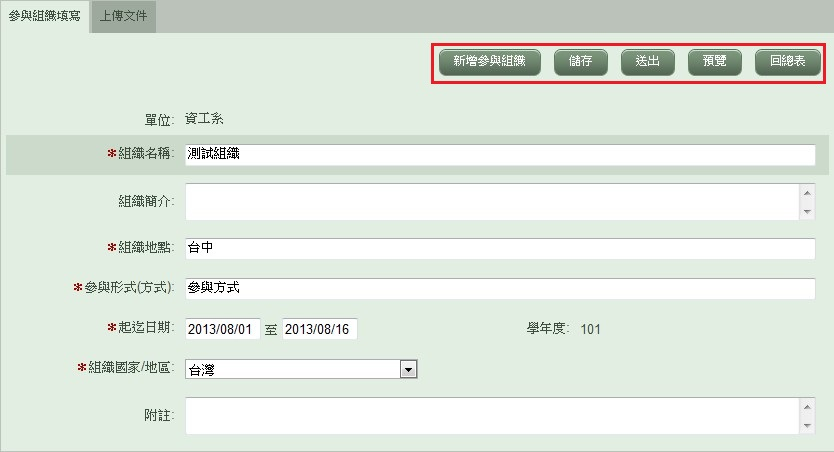 參與組織填寫 上傳文件
新增參與組織 儲存 送出 預覽 回總表
單位: 資工系
*組織名稱: 測試組織
組織簡介:
*組織地點: 台中
*參與形式(方式): 參與方式
*起迄日期: 2013/08/01 至 2013/08/16 學年度: 101
*組織國家/地區: 台灣
附註: